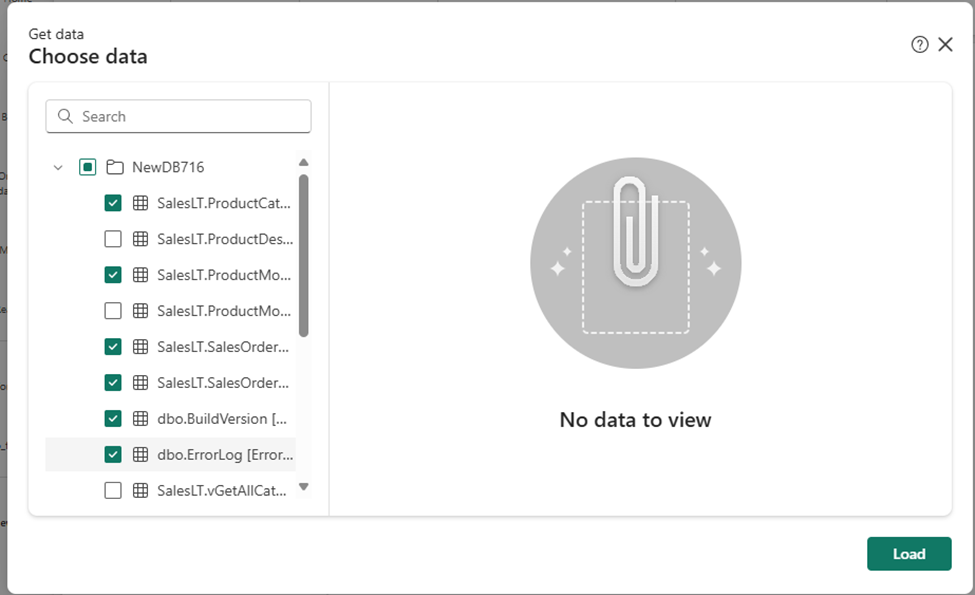 Get data
Choose data
Search
NewDB716
SalesLT.ProductCat...
SalesLT.ProductDes...
SalesLT.ProductMo...
SalesLT.ProductMo...
SalesLT.SalesOrder...
SalesLT.SalesOrder...
dbo.BuildVersion [...
dbo.ErrorLog [Error...
SalesLT.vGetAllCat...
No data to view
Load